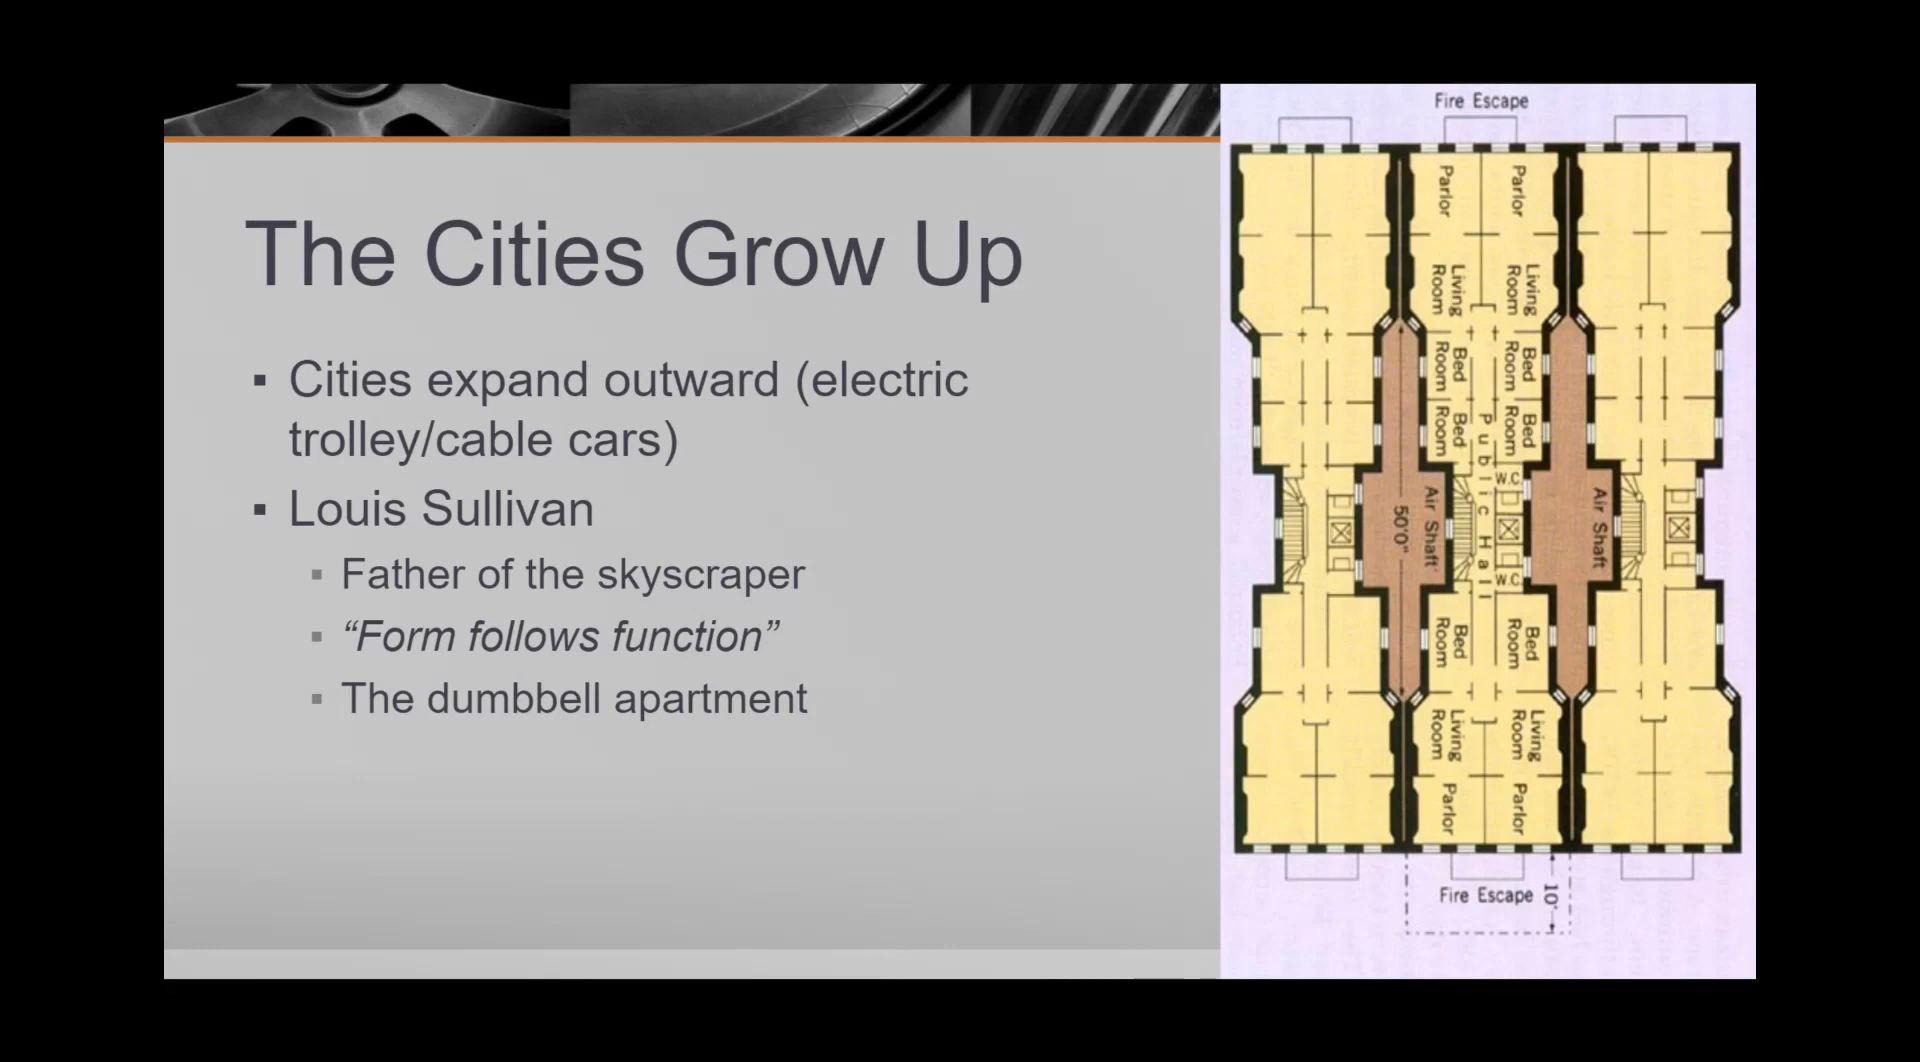 The Cities Grow Up
▪ Cities expand outward (electric
trolley/cable cars)
▪ Louis Sullivan
▪ Father of the skyscraper
▪ “Form follows function”
▪ The dumbbell apartment
Fire Escape
Parlor
Parlor
Living
Room
Living
Room
Bed
Room
Bed
Room
Bed
Room
Bed
Room
Public Hall
W.C
50'0"
Air Shaft
Air Shaft
W.C.
Bed
Room
Bed
Room
Living
Room
Living
Room
Parlor
Parlor
Fire Escape
10'